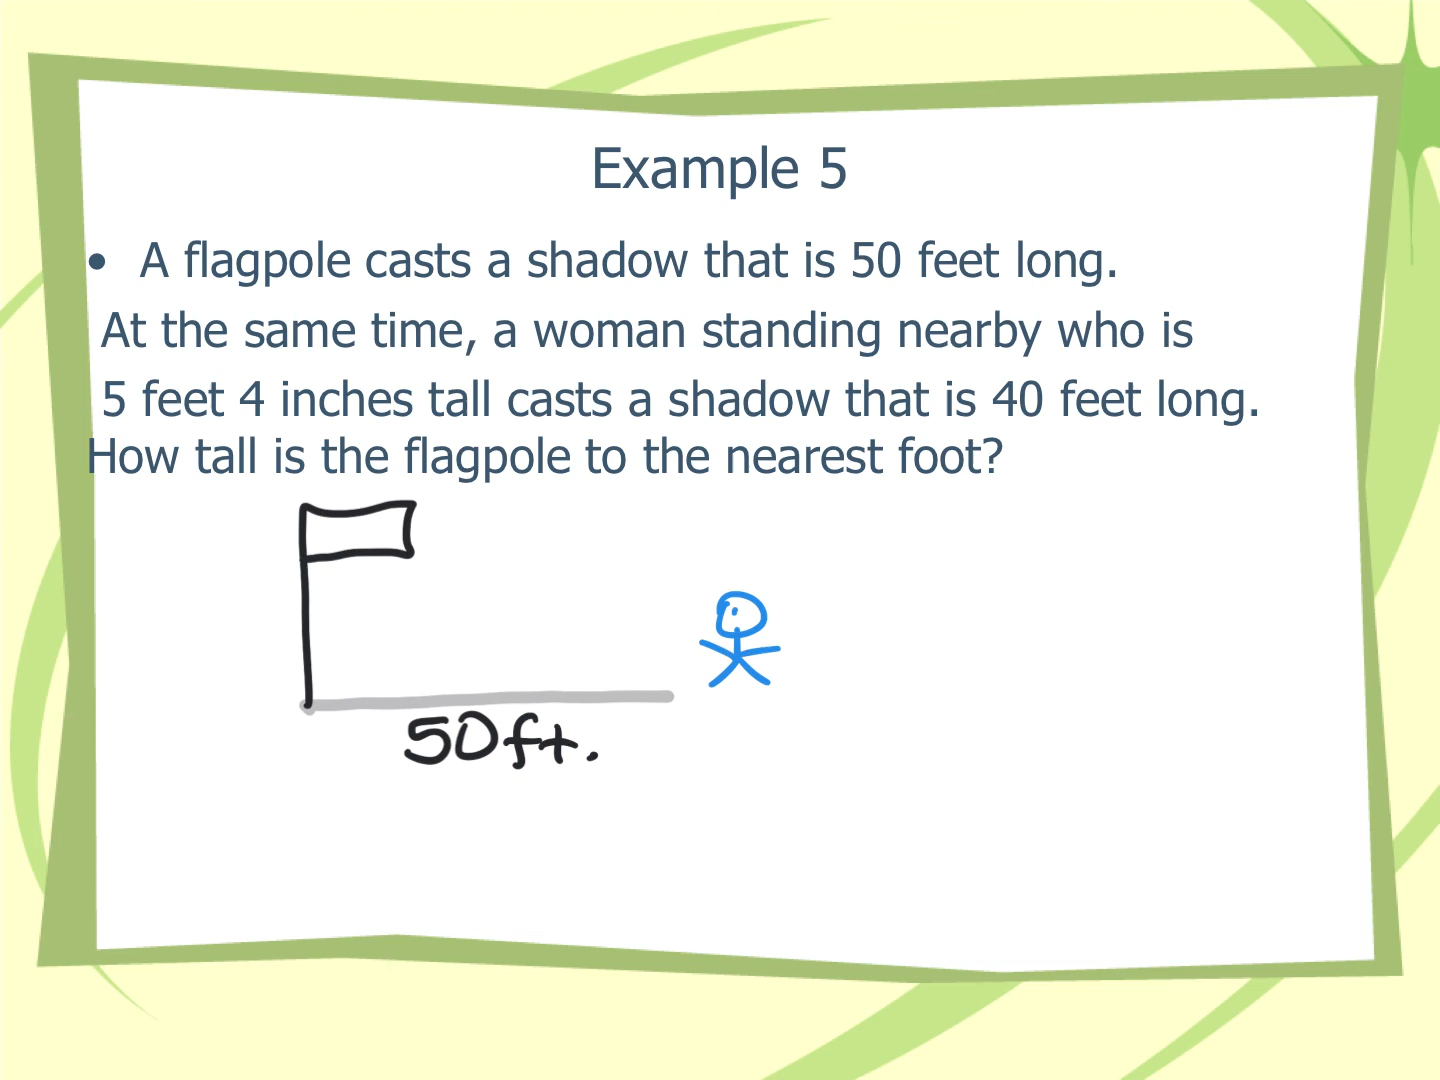 Example 5
• A flagpole casts a shadow that is 50 feet long.
At the same time, a woman standing nearby who is
5 feet 4 inches tall casts a shadow that is 40 feet long.
How tall is the flagpole to the nearest foot?
50ft.